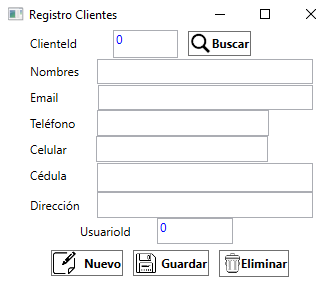 Registro Clientes
ClienteId 0 Buscar
Nombres
Email
Teléfono
Celular
Cédula
Dirección
UsuarioId 0
Nuevo Guardar Eliminar